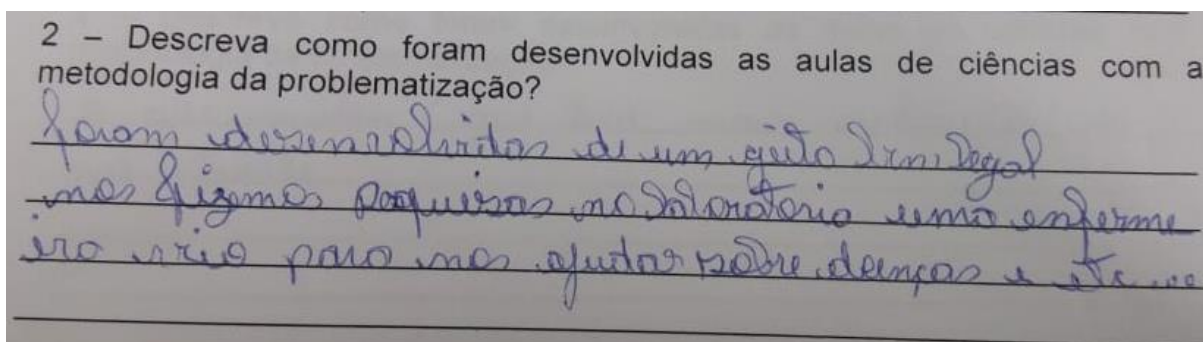 2 – Descreva como foram desenvolvidas as aulas de ciências com a
metodologia da problematização?
foram desenvolvidas de um geito bem legal
nos fizemos pesquisas no laboratorio uma enferme
ira veio para nos ajudar sobre doenças e etc...